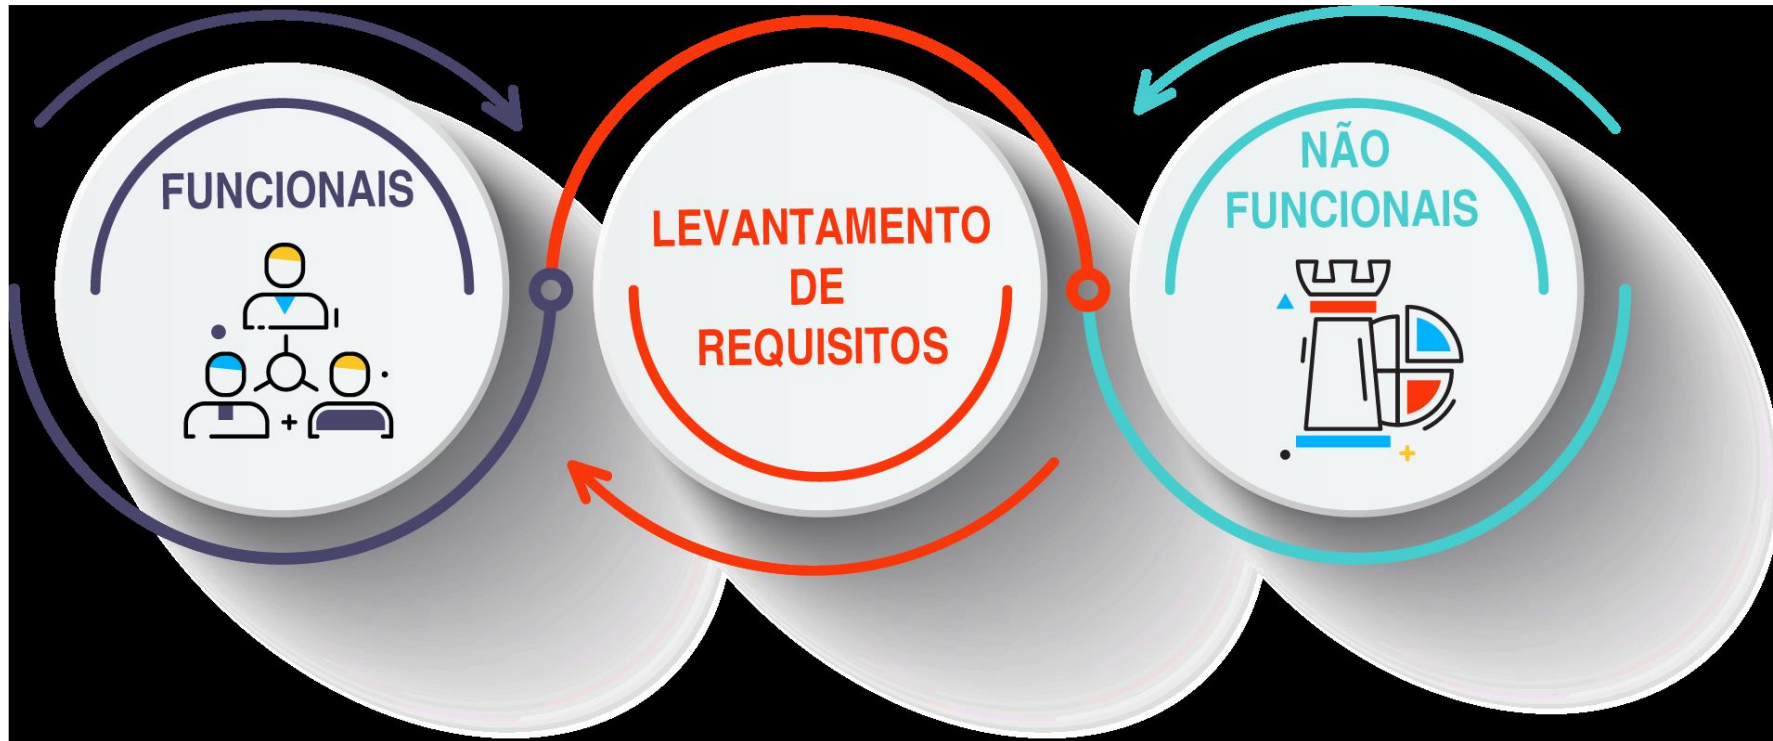 FUNCIONAIS
LEVANTAMENTO
DE
REQUISITOS
NÃO
FUNCIONAIS